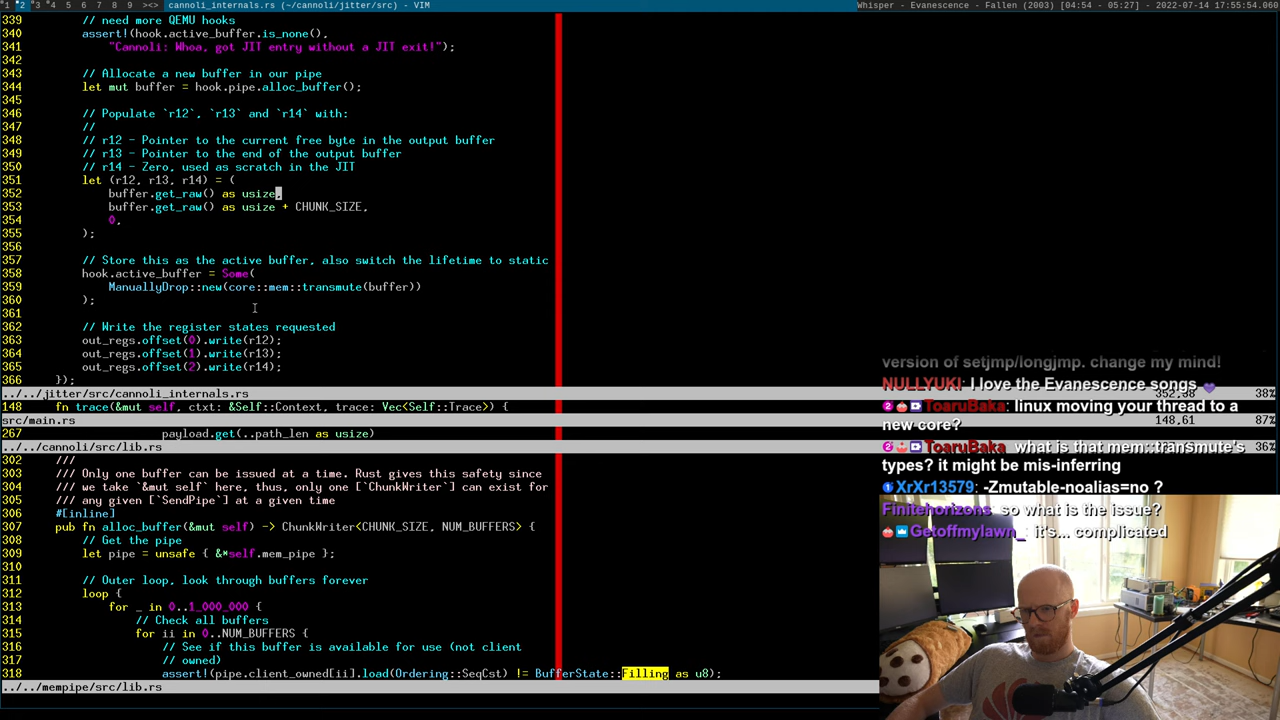 1 2 3 4 5 6 7 8 9 ><> cannoli_internals.rs (~/cannoli/jitter/src) - VIM
Whisper - Evanescence - Fallen (2003) [04:54 - 05:27] - 2022-07-14 17:55:54.060
339 // need more QEMU hooks
340 assert!(hook.active_buffer.is_none(),
341 "Cannoli: Whoa, got JIT entry without a JIT exit!");
342
343 // Allocate a new buffer in our pipe
344 let mut buffer = hook.pipe.alloc_buffer();
345
346 // Populate `r12`, `r13` and `r14` with:
347 //
348 // r12 - Pointer to the current free byte in the output buffer
349 // r13 - Pointer to the end of the output buffer
350 // r14 - Zero, used as scratch in the JIT
351 let (r12, r13, r14) = (
352 buffer.get_raw() as usize,
353 buffer.get_raw() as usize + CHUNK_SIZE,
354 0,
355 );
356
357 // Store this as the active buffer, also switch the lifetime to static
358 hook.active_buffer = Some(
359 ManuallyDrop::new(core::mem::transmute(buffer))
360 );
361
362 // Write the register states requested
363 out_regs.offset(0).write(r12);
364 out_regs.offset(1).write(r13);
365 out_regs.offset(2).write(r14);
366 });
../../jitter/src/cannoli_internals.rs 352,38 38%
148 fn trace(&mut self, ctxt: &Self::Context, trace: Vec<Self::Trace>) {
src/main.rs 148,61 87%
267 payload.get(..path_len as usize)
../../cannoli/src/lib.rs 36%
302 ///
303 /// Only one buffer can be issued at a time. Rust gives this safety since
304 /// we take `&mut self` here, thus, only one [`ChunkWriter`] can exist for
305 /// any given [`SendPipe`] at a given time
306 #[inline]
307 pub fn alloc_buffer(&mut self) -> ChunkWriter<CHUNK_SIZE, NUM_BUFFERS> {
308 // Get the pipe
309 let pipe = unsafe { &*self.mem_pipe };
310
311 // Outer loop, look through buffers forever
312 loop {
313 for _ in 0..1_000_000 {
314 // Check all buffers
315 for ii in 0..NUM_BUFFERS {
316 // See if this buffer is available for use (not client
317 // owned)
318 assert!(pipe.client_owned[ii].load(Ordering::SeqCst) != BufferState::Filling as u8);
../../mempipe/src/lib.rs
version of setjmp/longjmp. change my mind!
NULLYUKI: I love the Evanescence songs
ToaruBaka: linux moving your thread to a
new core?
ToaruBaka: what is that mem::transmute's
types? it might be mis-inferring
XrXr13579: -Zmutable-noalias=no ?
Finitehorizons: so what is the issue?
Getoffmylawn_: it's... complicated